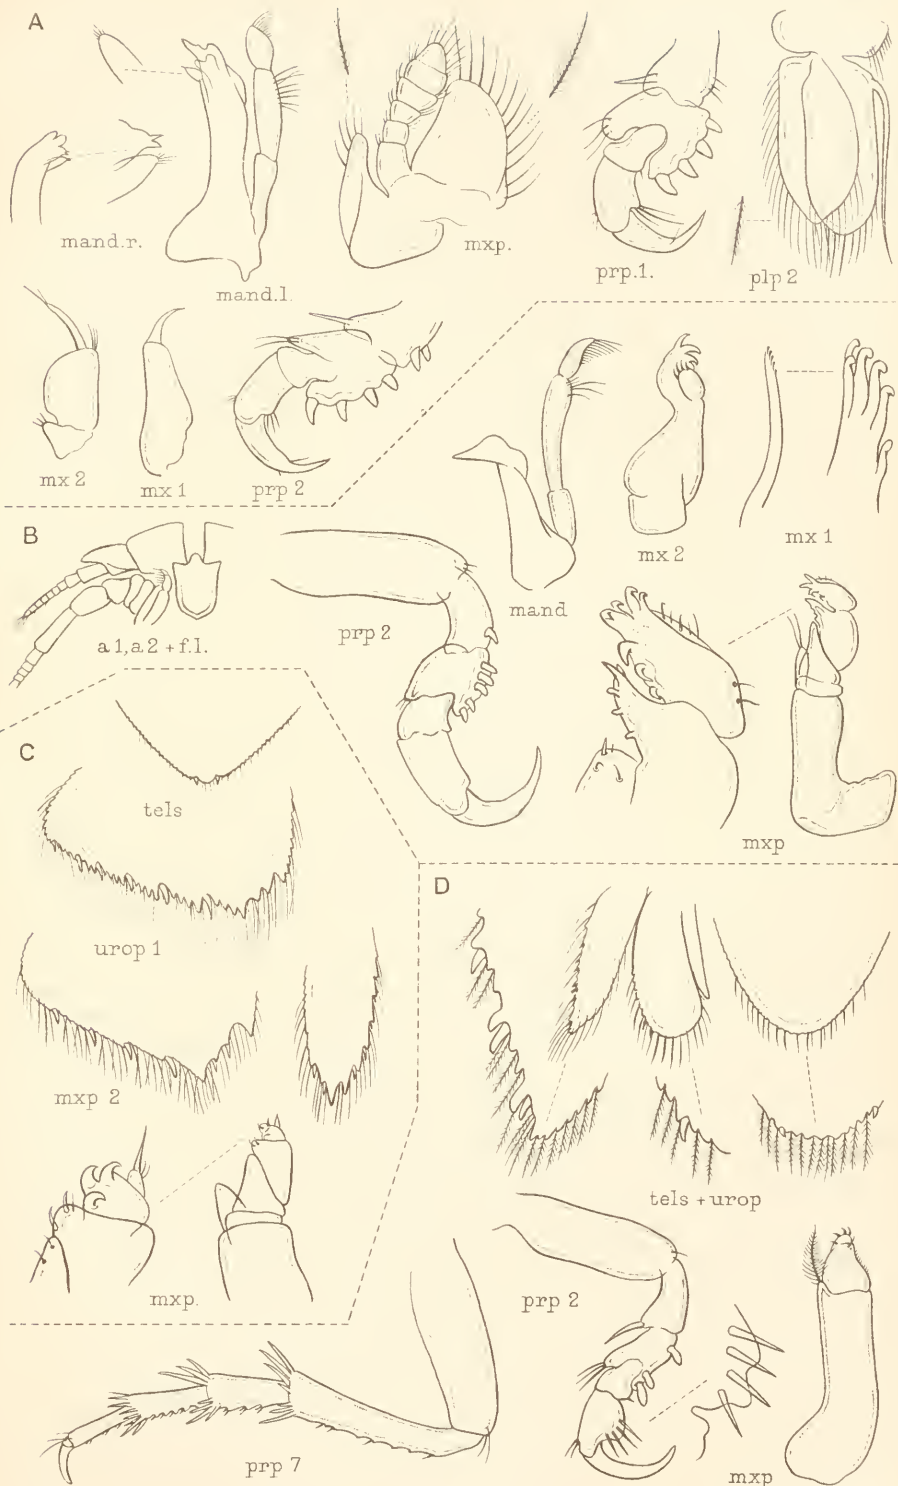 A
mand.r.
mand.l.
mxp.
prp.1.
plp 2
mx 2
mx 1
prp 2
B
a 1, a 2 + f.l.
prp 2
mand
mx 2
mx 1
mxp
C
tels
urop 1
mxp 2
mxp.
D
tels + urop
prp 2
prp 7
mxp